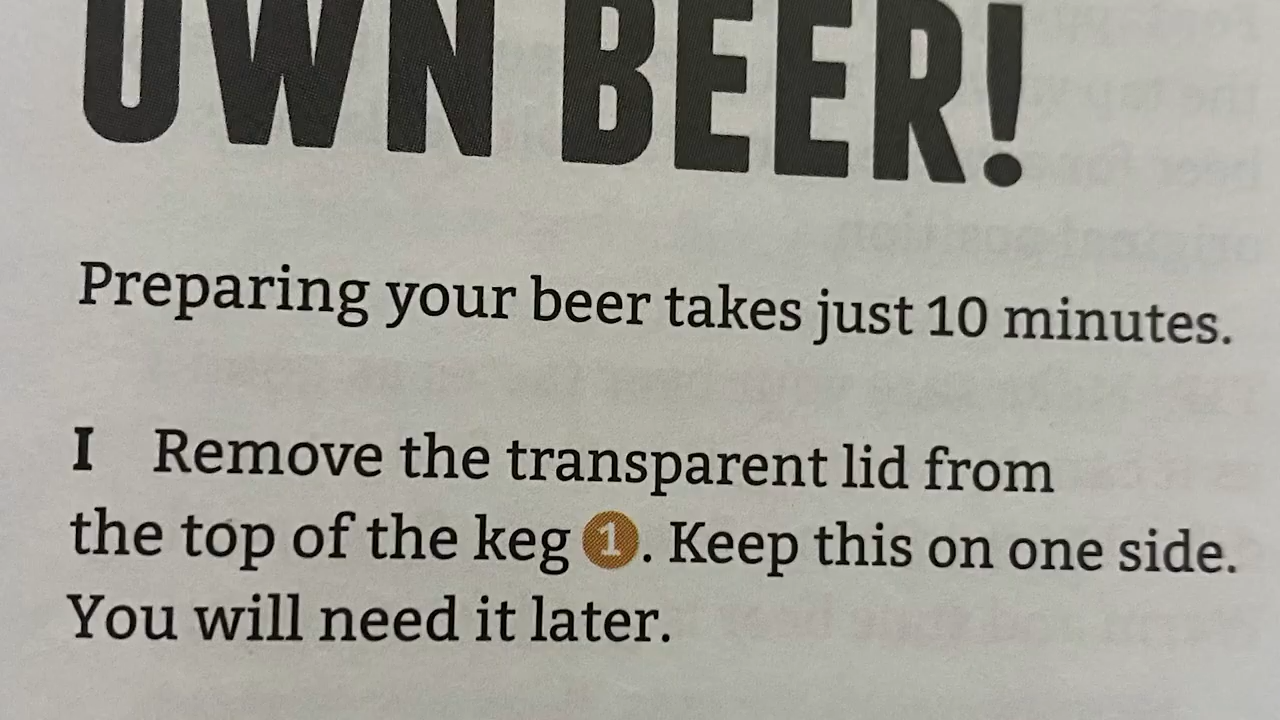 OWN BEER!
Preparing your beer takes just 10 minutes.
I Remove the transparent lid from
the top of the keg 1. Keep this on one side.
You will need it later.